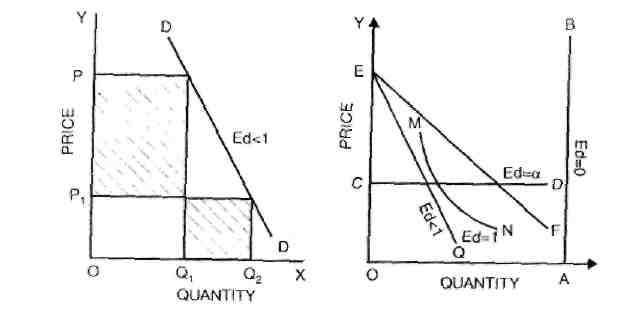 Y
D
P
PRICE
Ed<1
P1
D
O
Q1
Q2
X
QUANTITY
Y
B
E
PRICE
M
Ed=α
Ed=0
C
D
Ed<1
Ed=1
N
F
Q
O
QUANTITY
A